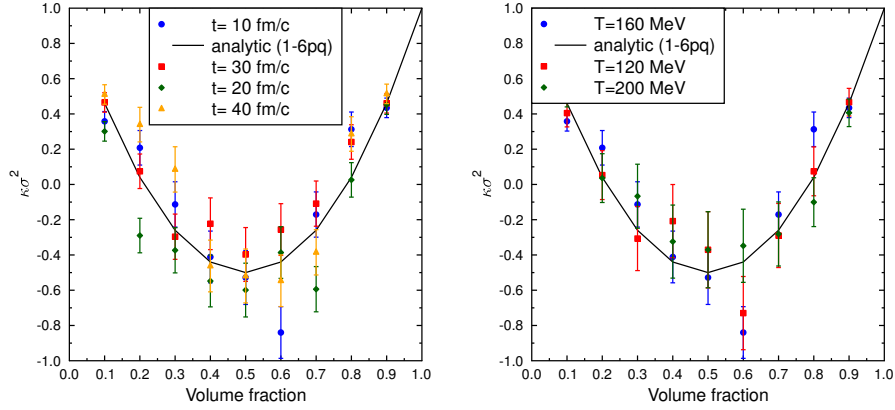 t= 10 fm/c
analytic (1-6pq)
t= 30 fm/c
t= 20 fm/c
t= 40 fm/c
1.0
0.8
0.6
0.4
0.2
0.0
-0.2
-0.4
-0.6
-0.8
-1.0
κσ²
0.0 0.1 0.2 0.3 0.4 0.5 0.6 0.7 0.8 0.9 1.0
Volume fraction
T=160 MeV
analytic (1-6pq)
T=120 MeV
T=200 MeV
1.0
0.8
0.6
0.4
0.2
0.0
-0.2
-0.4
-0.6
-0.8
-1.0
κσ²
0.0 0.1 0.2 0.3 0.4 0.5 0.6 0.7 0.8 0.9 1.0
Volume fraction